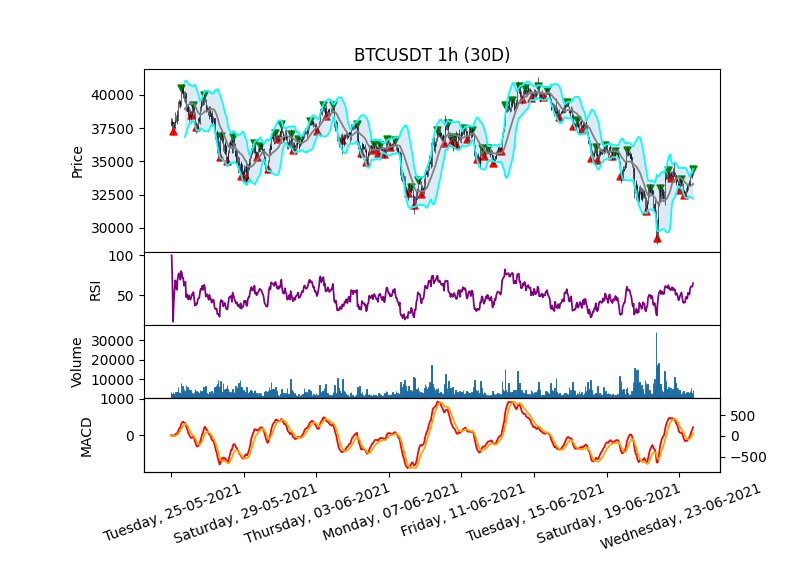 BTCUSDT 1h (30D)
40000
37500
35000
32500
30000
Price
100
50
RSI
30000
20000
10000
Volume
1000
0
MACD
500
0
−500
Tuesday, 25-05-2021
Saturday, 29-05-2021
Thursday, 03-06-2021
Monday, 07-06-2021
Friday, 11-06-2021
Tuesday, 15-06-2021
Saturday, 19-06-2021
Wednesday, 23-06-2021